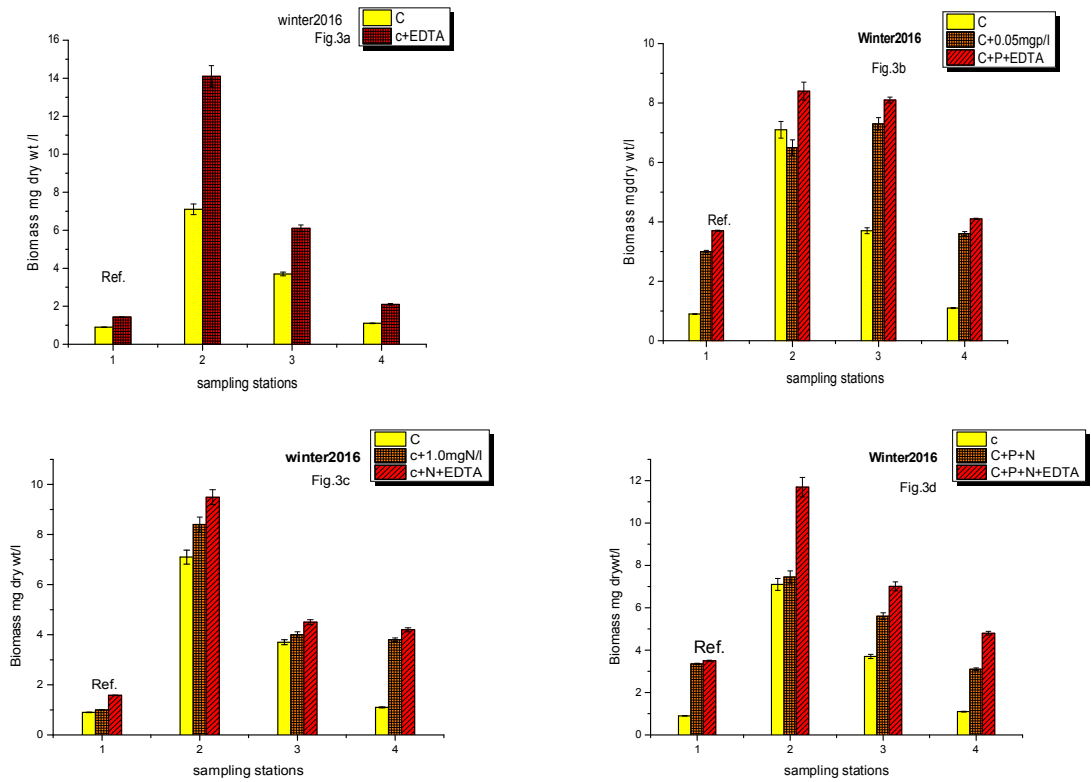 winter2016
Fig.3a
C
c+EDTA
Biomass mg dry wt /l
16
14
12
10
8
6
4
2
0
Ref.
1 2 3 4
sampling stations
Winter2016
Fig.3b
C
C+0.05mgp/l
C+P+EDTA
Biomass mgdry wt/l
10
8
6
4
2
0
Ref.
1 2 3 4
sampling stations
winter2016
Fig.3c
C
c+1.0mgN/l
c+N+EDTA
Biomass mg dry wt/l
10
8
6
4
2
0
Ref.
1 2 3 4
sampling stations
Winter2016
Fig.3d
c
C+P+N
C+P+N+EDTA
Biomass mg drywt/l
12
10
8
6
4
2
0
Ref.
1 2 3 4
sampling stations